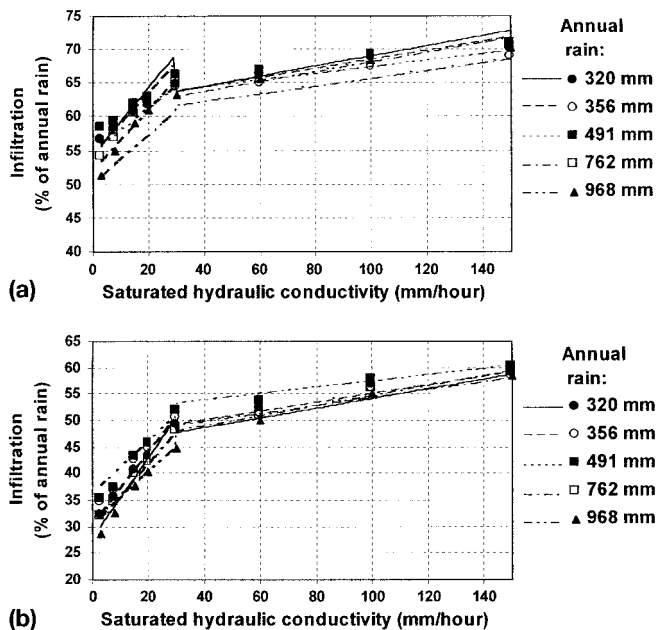 75
70
65
60
55
50
45
40
Infiltration
(% of annual rain)
0 20 40 60 80 100 120 140
(a) Saturated hydraulic conductivity (mm/hour)
Annual
rain:
320 mm
356 mm
491 mm
762 mm
968 mm
65
60
55
50
45
40
35
30
25
20
Infiltration
(% of annual rain)
0 20 40 60 80 100 120 140
(b) Saturated hydraulic conductivity (mm/hour)
Annual
rain:
320 mm
356 mm
491 mm
762 mm
968 mm